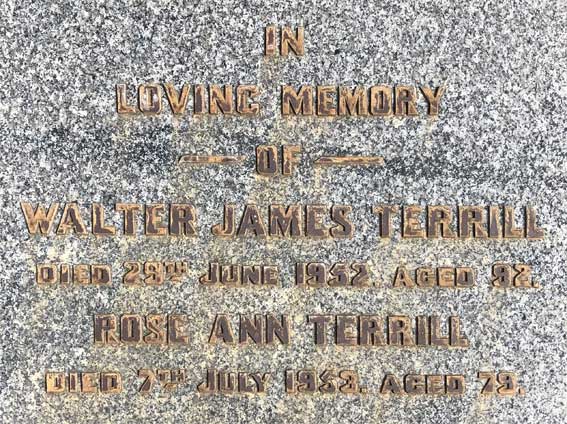 IN
LOVING MEMORY
OF
WALTER JAMES TERRILL
DIED 29TH JUNE 1952. AGED 92.
ROSE ANN TERRILL
DIED 7TH JULY 1953. AGED 79.